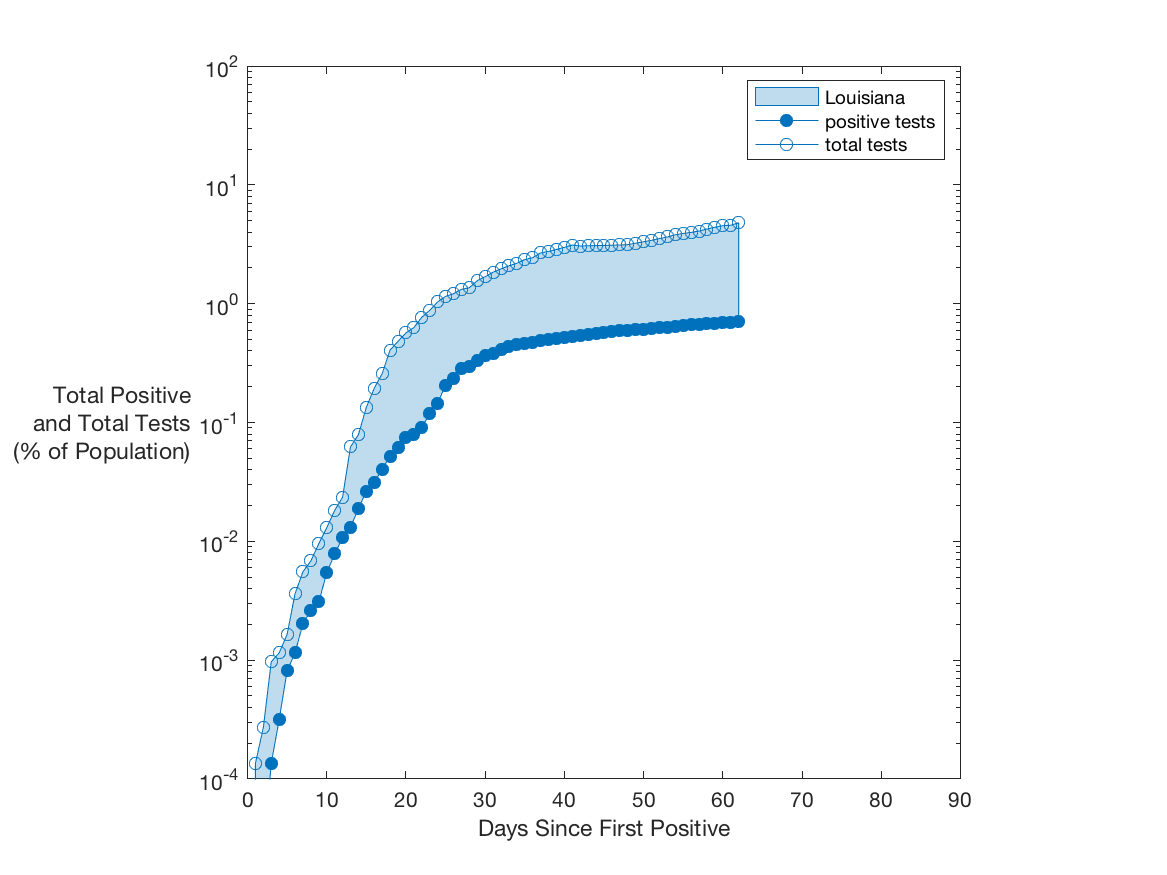 10^2
10^1
10^0
10^-1
10^-2
10^-3
10^-4
Louisiana
positive tests
total tests
Total Positive
and Total Tests
(% of Population)
0 10 20 30 40 50 60 70 80 90
Days Since First Positive